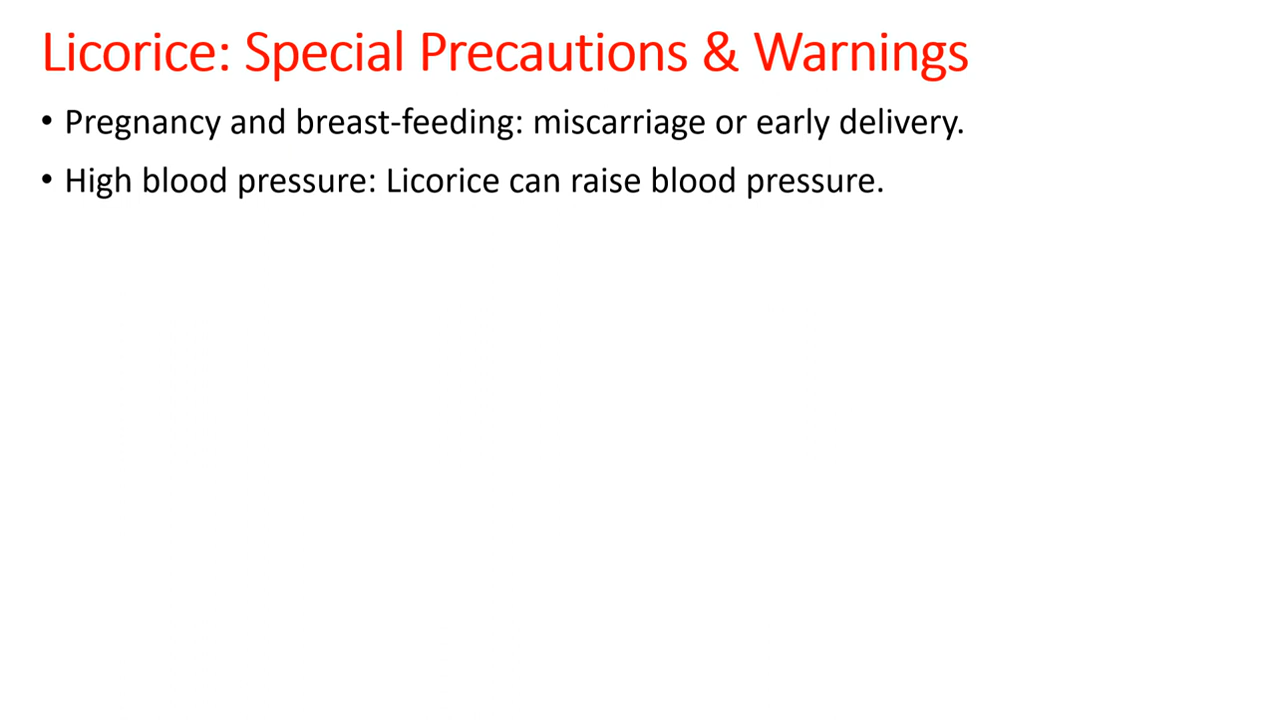 Licorice: Special Precautions & Warnings
• Pregnancy and breast-feeding: miscarriage or early delivery.
• High blood pressure: Licorice can raise blood pressure.